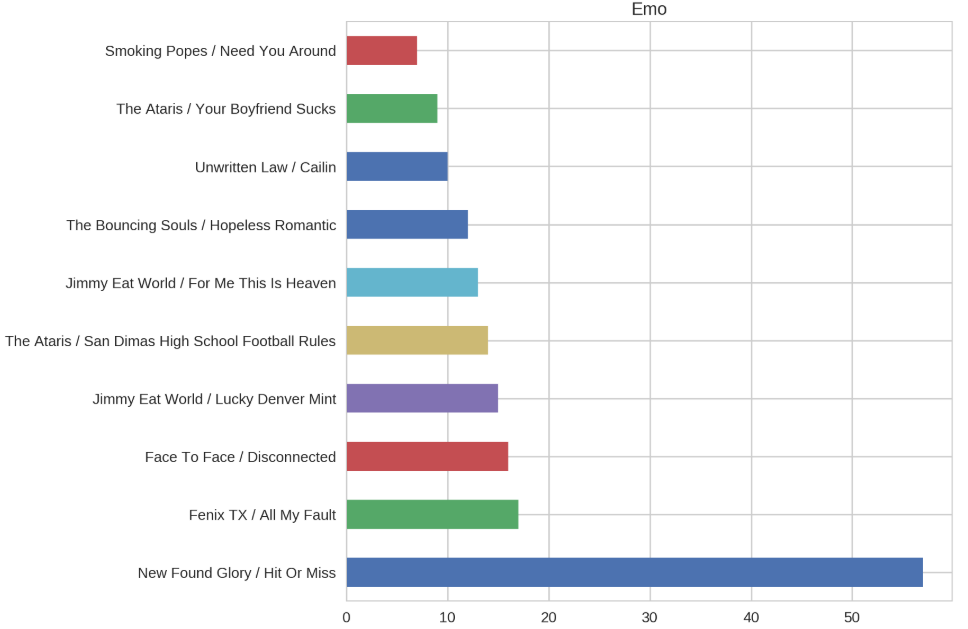 Emo
Smoking Popes / Need You Around
The Ataris / Your Boyfriend Sucks
Unwritten Law / Cailin
The Bouncing Souls / Hopeless Romantic
Jimmy Eat World / For Me This Is Heaven
The Ataris / San Dimas High School Football Rules
Jimmy Eat World / Lucky Denver Mint
Face To Face / Disconnected
Fenix TX / All My Fault
New Found Glory / Hit Or Miss
0 10 20 30 40 50